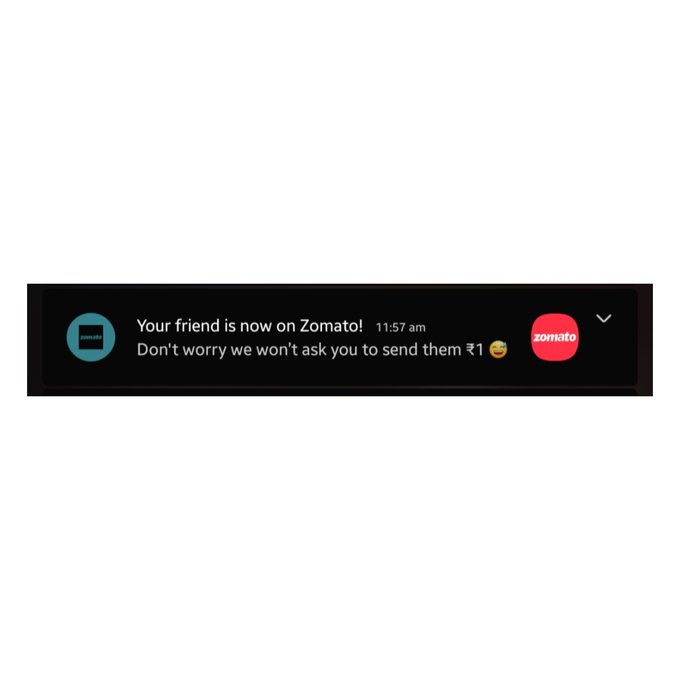 zomato
Your friend is now on Zomato! 11:57 am
Don't worry we won't ask you to send them ₹1 😅
zomato